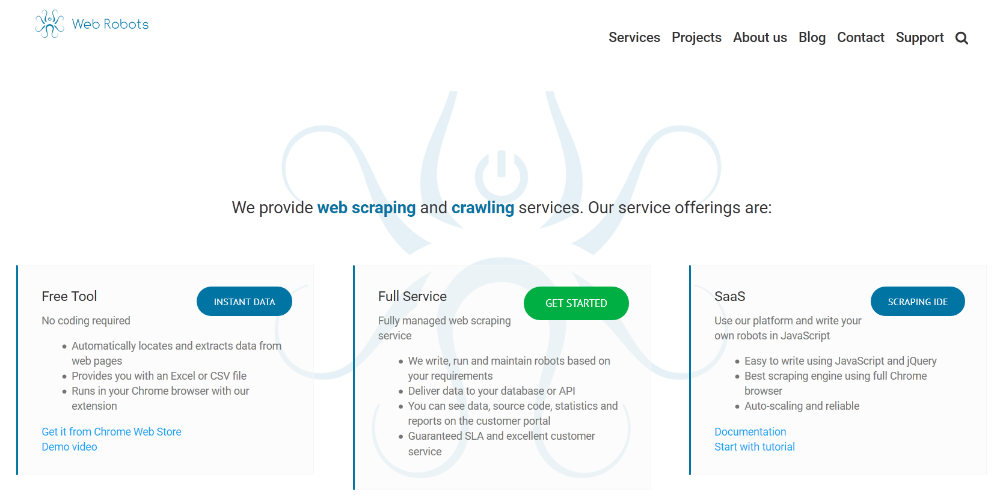 Web Robots
Services Projects About us Blog Contact Support
We provide web scraping and crawling services. Our service offerings are:
Free Tool
INSTANT DATA
No coding required
Automatically locates and extracts data from
web pages
Provides you with an Excel or CSV file
Runs in your Chrome browser with our
extension
Get it from Chrome Web Store
Demo video
Full Service
GET STARTED
Fully managed web scraping
service
We write, run and maintain robots based on
your requirements
Deliver data to your database or API
You can see data, source code, statistics and
reports on the customer portal
Guaranteed SLA and excellent customer
service
SaaS
SCRAPING IDE
Use our platform and write your
own robots in JavaScript
Easy to write using JavaScript and jQuery
Best scraping engine using full Chrome
browser
Auto-scaling and reliable
Documentation
Start with tutorial